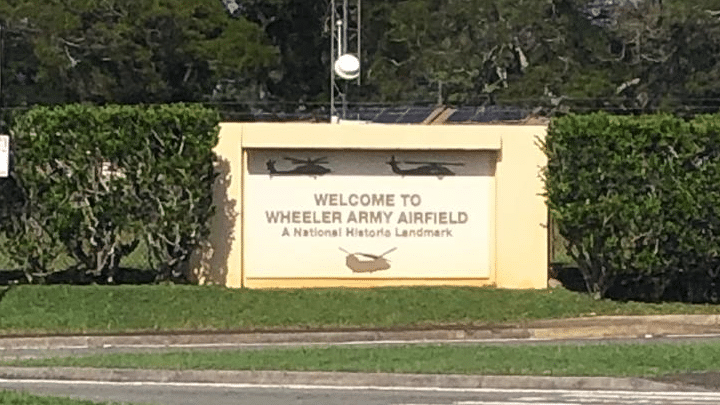 WELCOME TO
WHEELER ARMY AIRFIELD
A National Historic Landmark